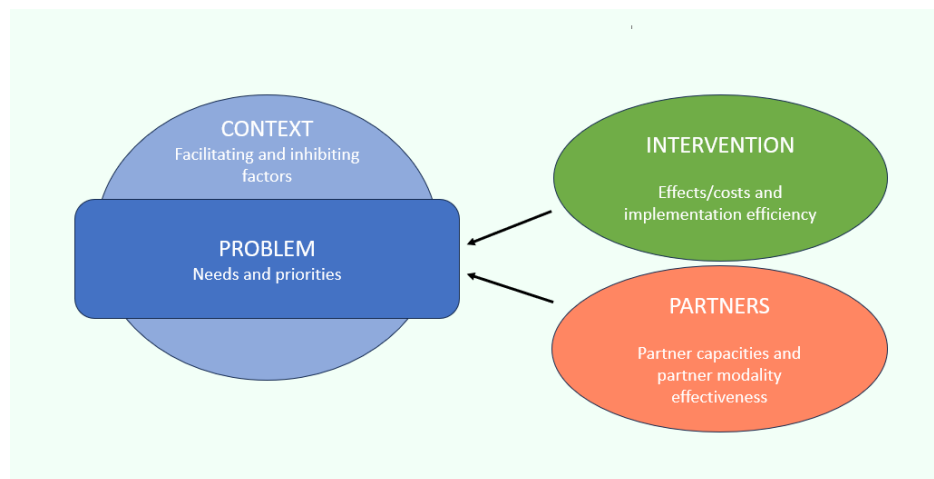 CONTEXT
Facilitating and inhibiting
factors
PROBLEM
Needs and priorities
INTERVENTION
Effects/costs and
implementation efficiency
PARTNERS
Partner capacities and
partner modality
effectiveness